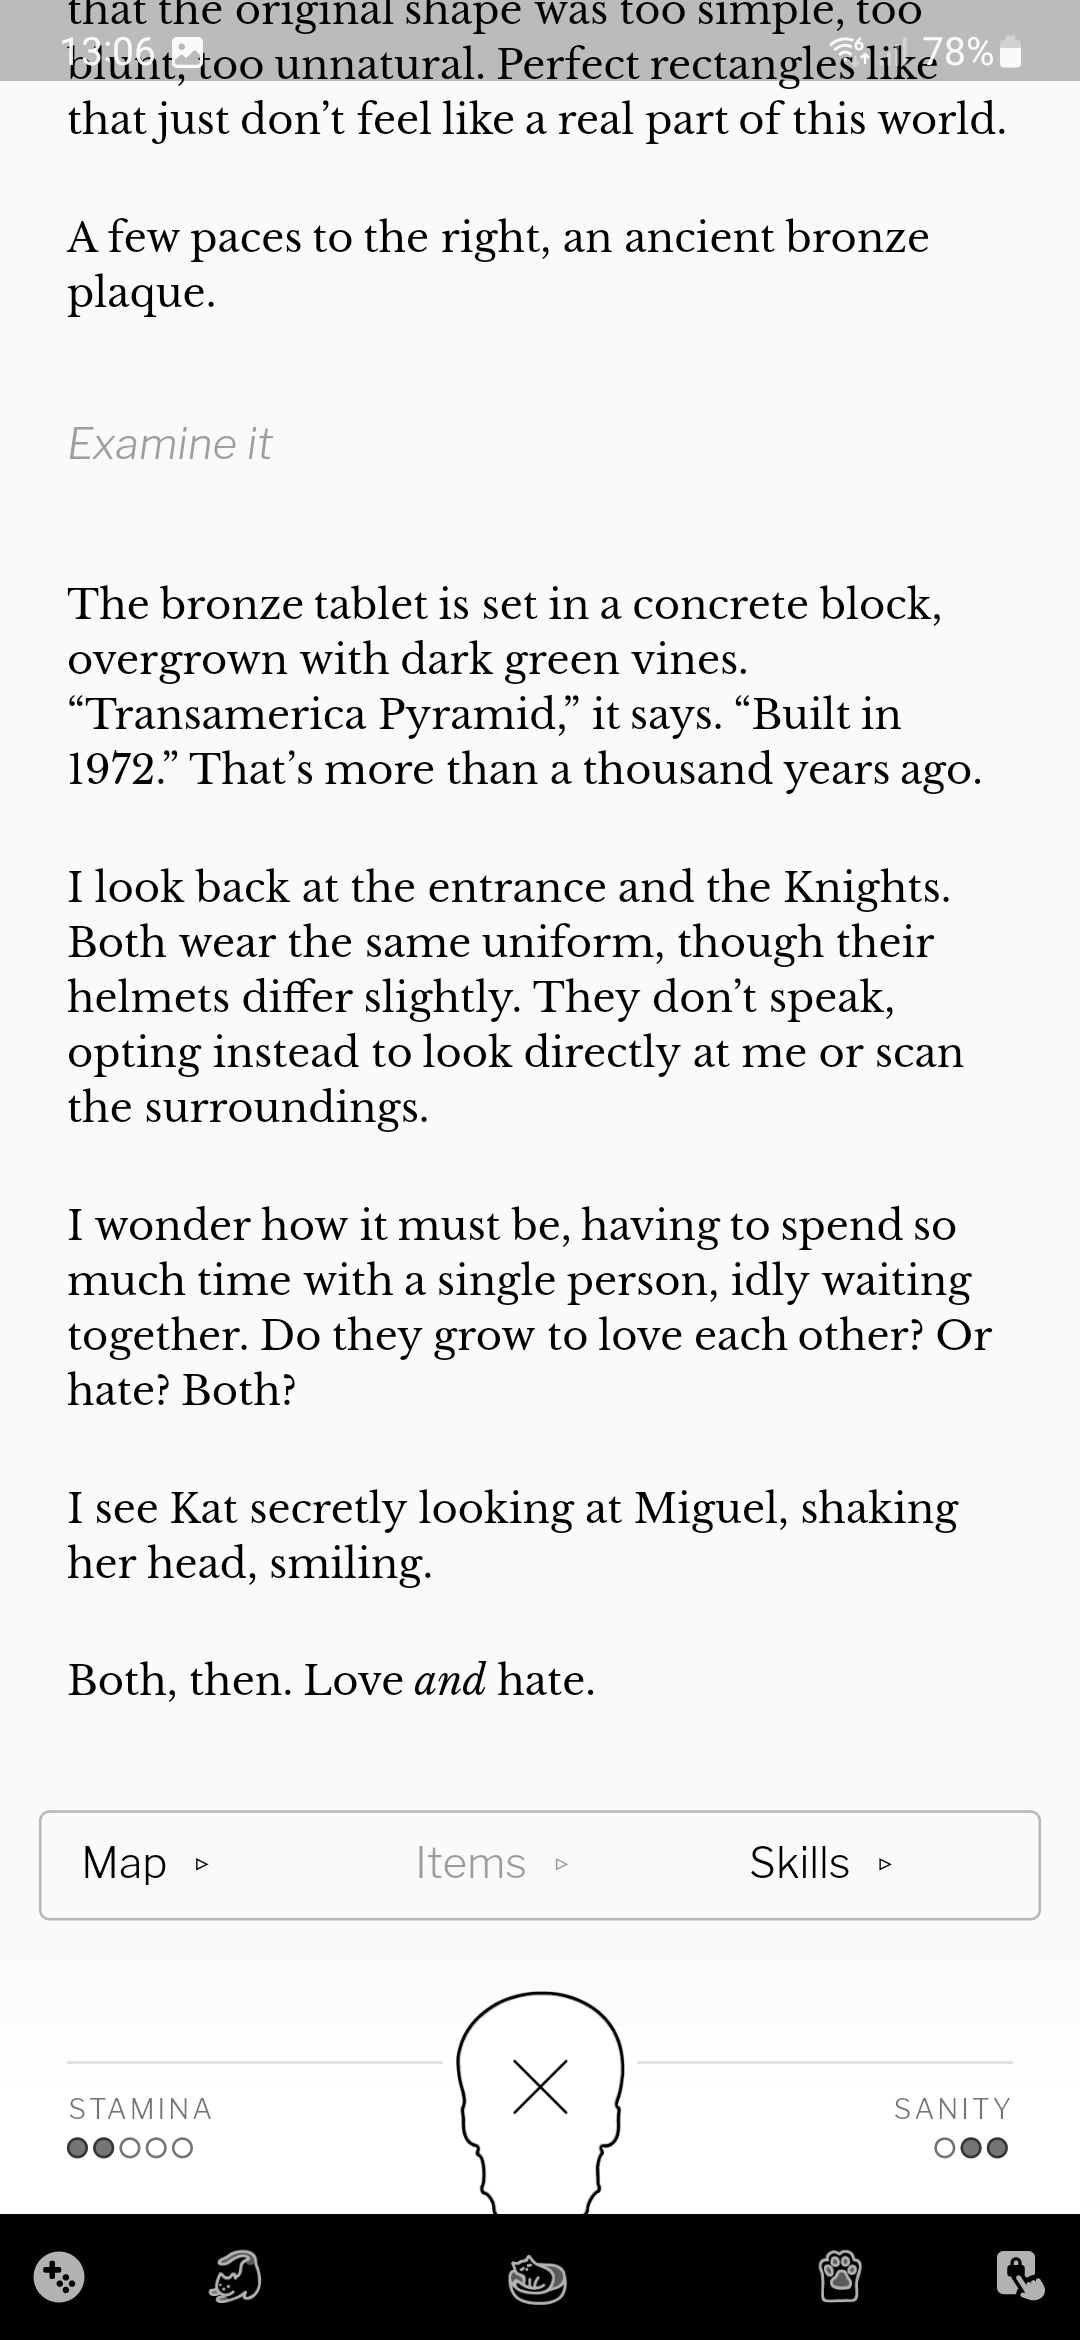 that the original shape was too simple, too
13:06 78%
blunt, too unnatural. Perfect rectangles like
that just don’t feel like a real part of this world.
A few paces to the right, an ancient bronze
plaque.
Examine it
The bronze tablet is set in a concrete block,
overgrown with dark green vines.
“Transamerica Pyramid,” it says. “Built in
1972.” That’s more than a thousand years ago.
I look back at the entrance and the Knights.
Both wear the same uniform, though their
helmets differ slightly. They don’t speak,
opting instead to look directly at me or scan
the surroundings.
I wonder how it must be, having to spend so
much time with a single person, idly waiting
together. Do they grow to love each other? Or
hate? Both?
I see Kat secretly looking at Miguel, shaking
her head, smiling.
Both, then. Love and hate.
Map Items Skills
STAMINA SANITY